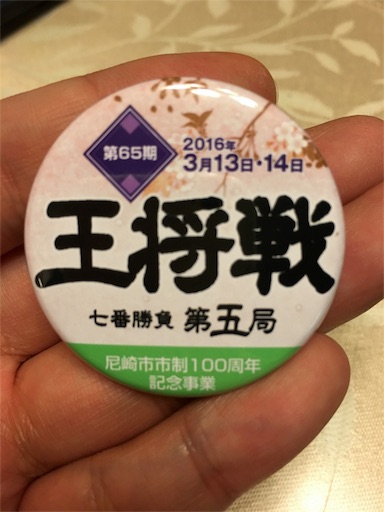 第65期
2016年
3月13日・14日
王将戦
七番勝負 第五局
尼崎市市制100周年
記念事業